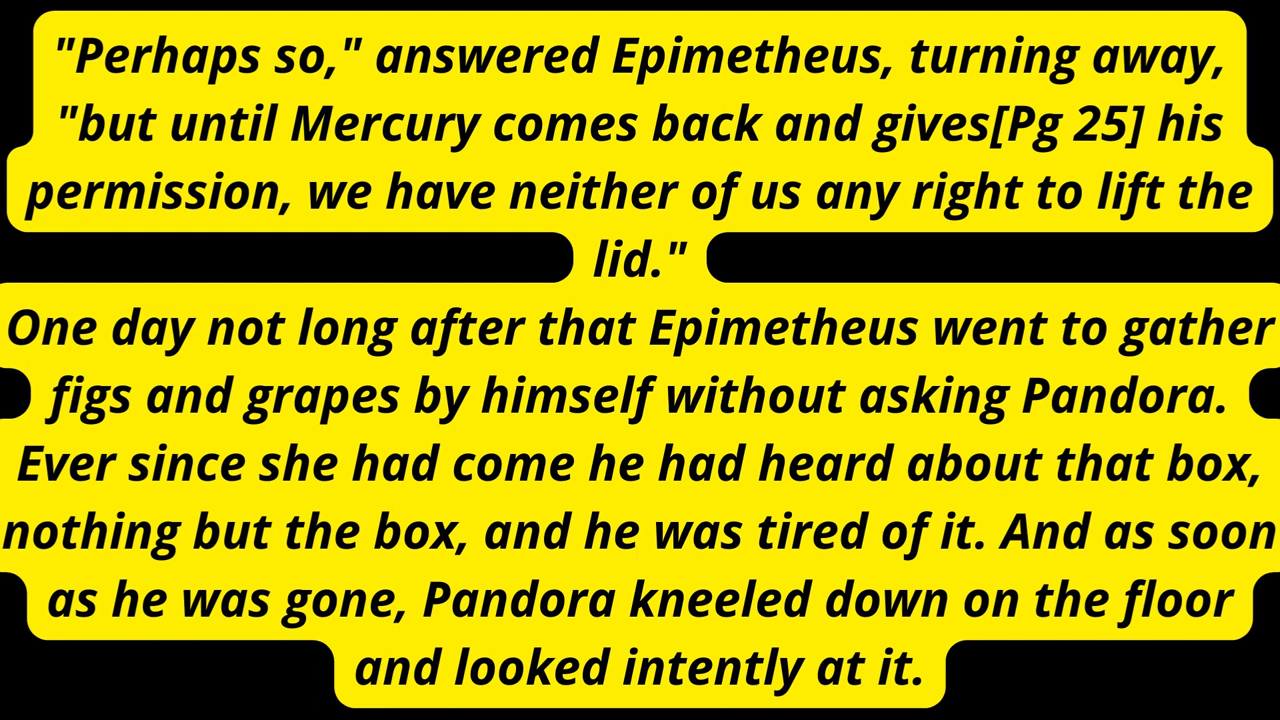 "Perhaps so," answered Epimetheus, turning away,
"but until Mercury comes back and gives[Pg 25] his
permission, we have neither of us any right to lift the
lid."
One day not long after that Epimetheus went to gather
figs and grapes by himself without asking Pandora.
Ever since she had come he had heard about that box,
nothing but the box, and he was tired of it. And as soon
as he was gone, Pandora kneeled down on the floor
and looked intently at it.